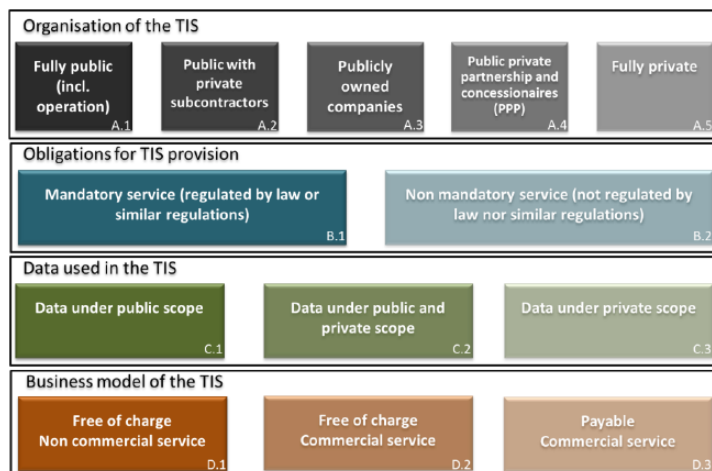 Organisation of the TIS
Fully public
(incl.
operation)
A.1
Public with
private
subcontractors
A.2
Publicly
owned
companies
A.3
Public private
partnership and
concessionaires
(PPP)
A.4
Fully private
A.5
Obligations for TIS provision
Mandatory service (regulated by law or
similar regulations)
B.1
Non mandatory service (not regulated by
law nor similar regulations)
B.2
Data used in the TIS
Data under public scope
C.1
Data under public and
private scope
C.2
Data under private scope
C.3
Business model of the TIS
Free of charge
Non commercial service
D.1
Free of charge
Commercial service
D.2
Payable
Commercial service
D.3